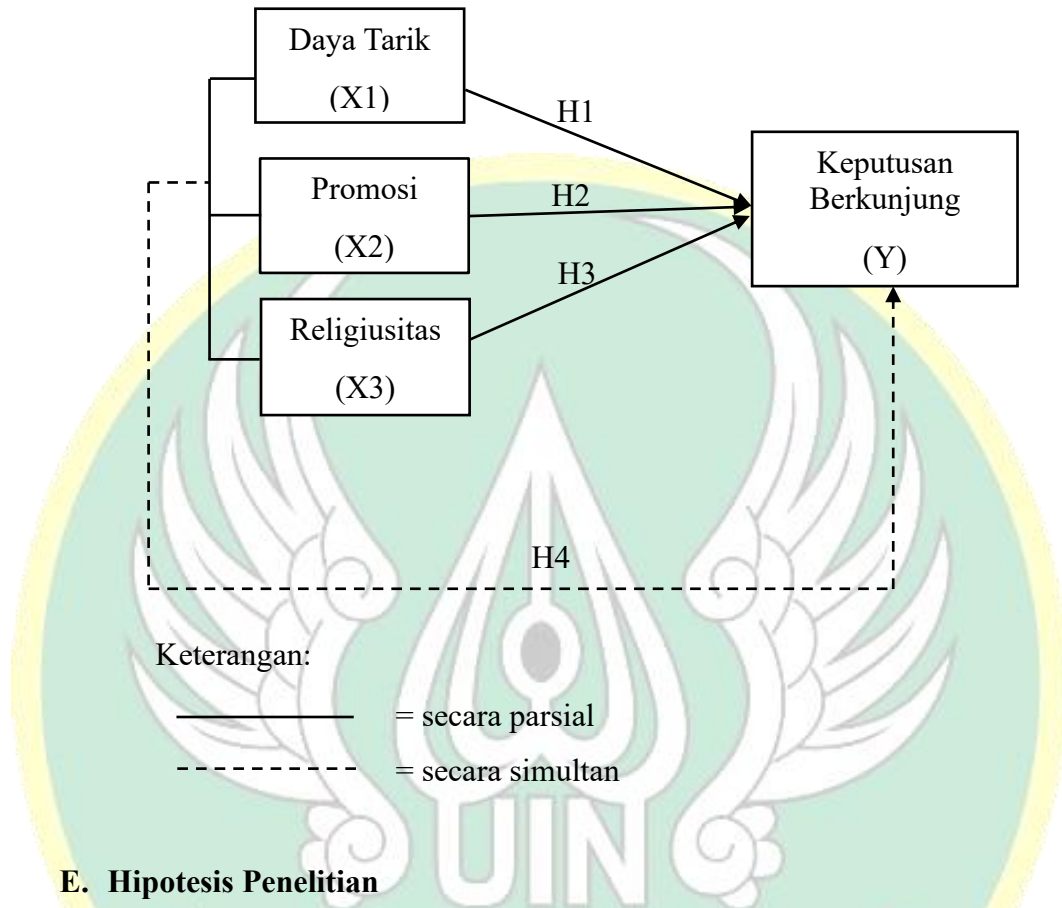 Daya Tarik
(X1)
H1
Promosi
(X2)
H2
Keputusan
Berkunjung
(Y)
Religiusitas
(X3)
H3
H4
Keterangan:
= secara parsial
= secara simultan
UIN
E. Hipotesis Penelitian